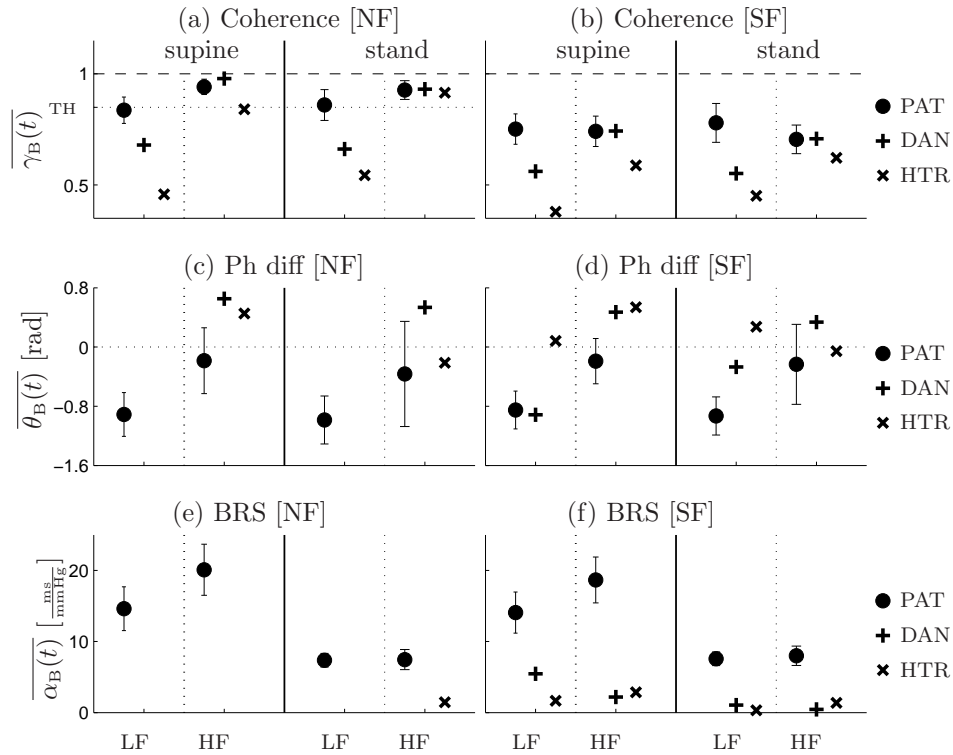 (a) Coherence [NF]
(b) Coherence [SF]
supine
stand
supine
stand
1
TH
0.5
γB(t)
PAT
DAN
HTR
(c) Ph diff [NF]
(d) Ph diff [SF]
0.8
0
−0.8
−1.6
θB(t) [rad]
PAT
DAN
HTR
(e) BRS [NF]
(f) BRS [SF]
20
10
0
αB(t) [ms/mmHg]
PAT
DAN
HTR
LF HF LF HF LF HF LF HF